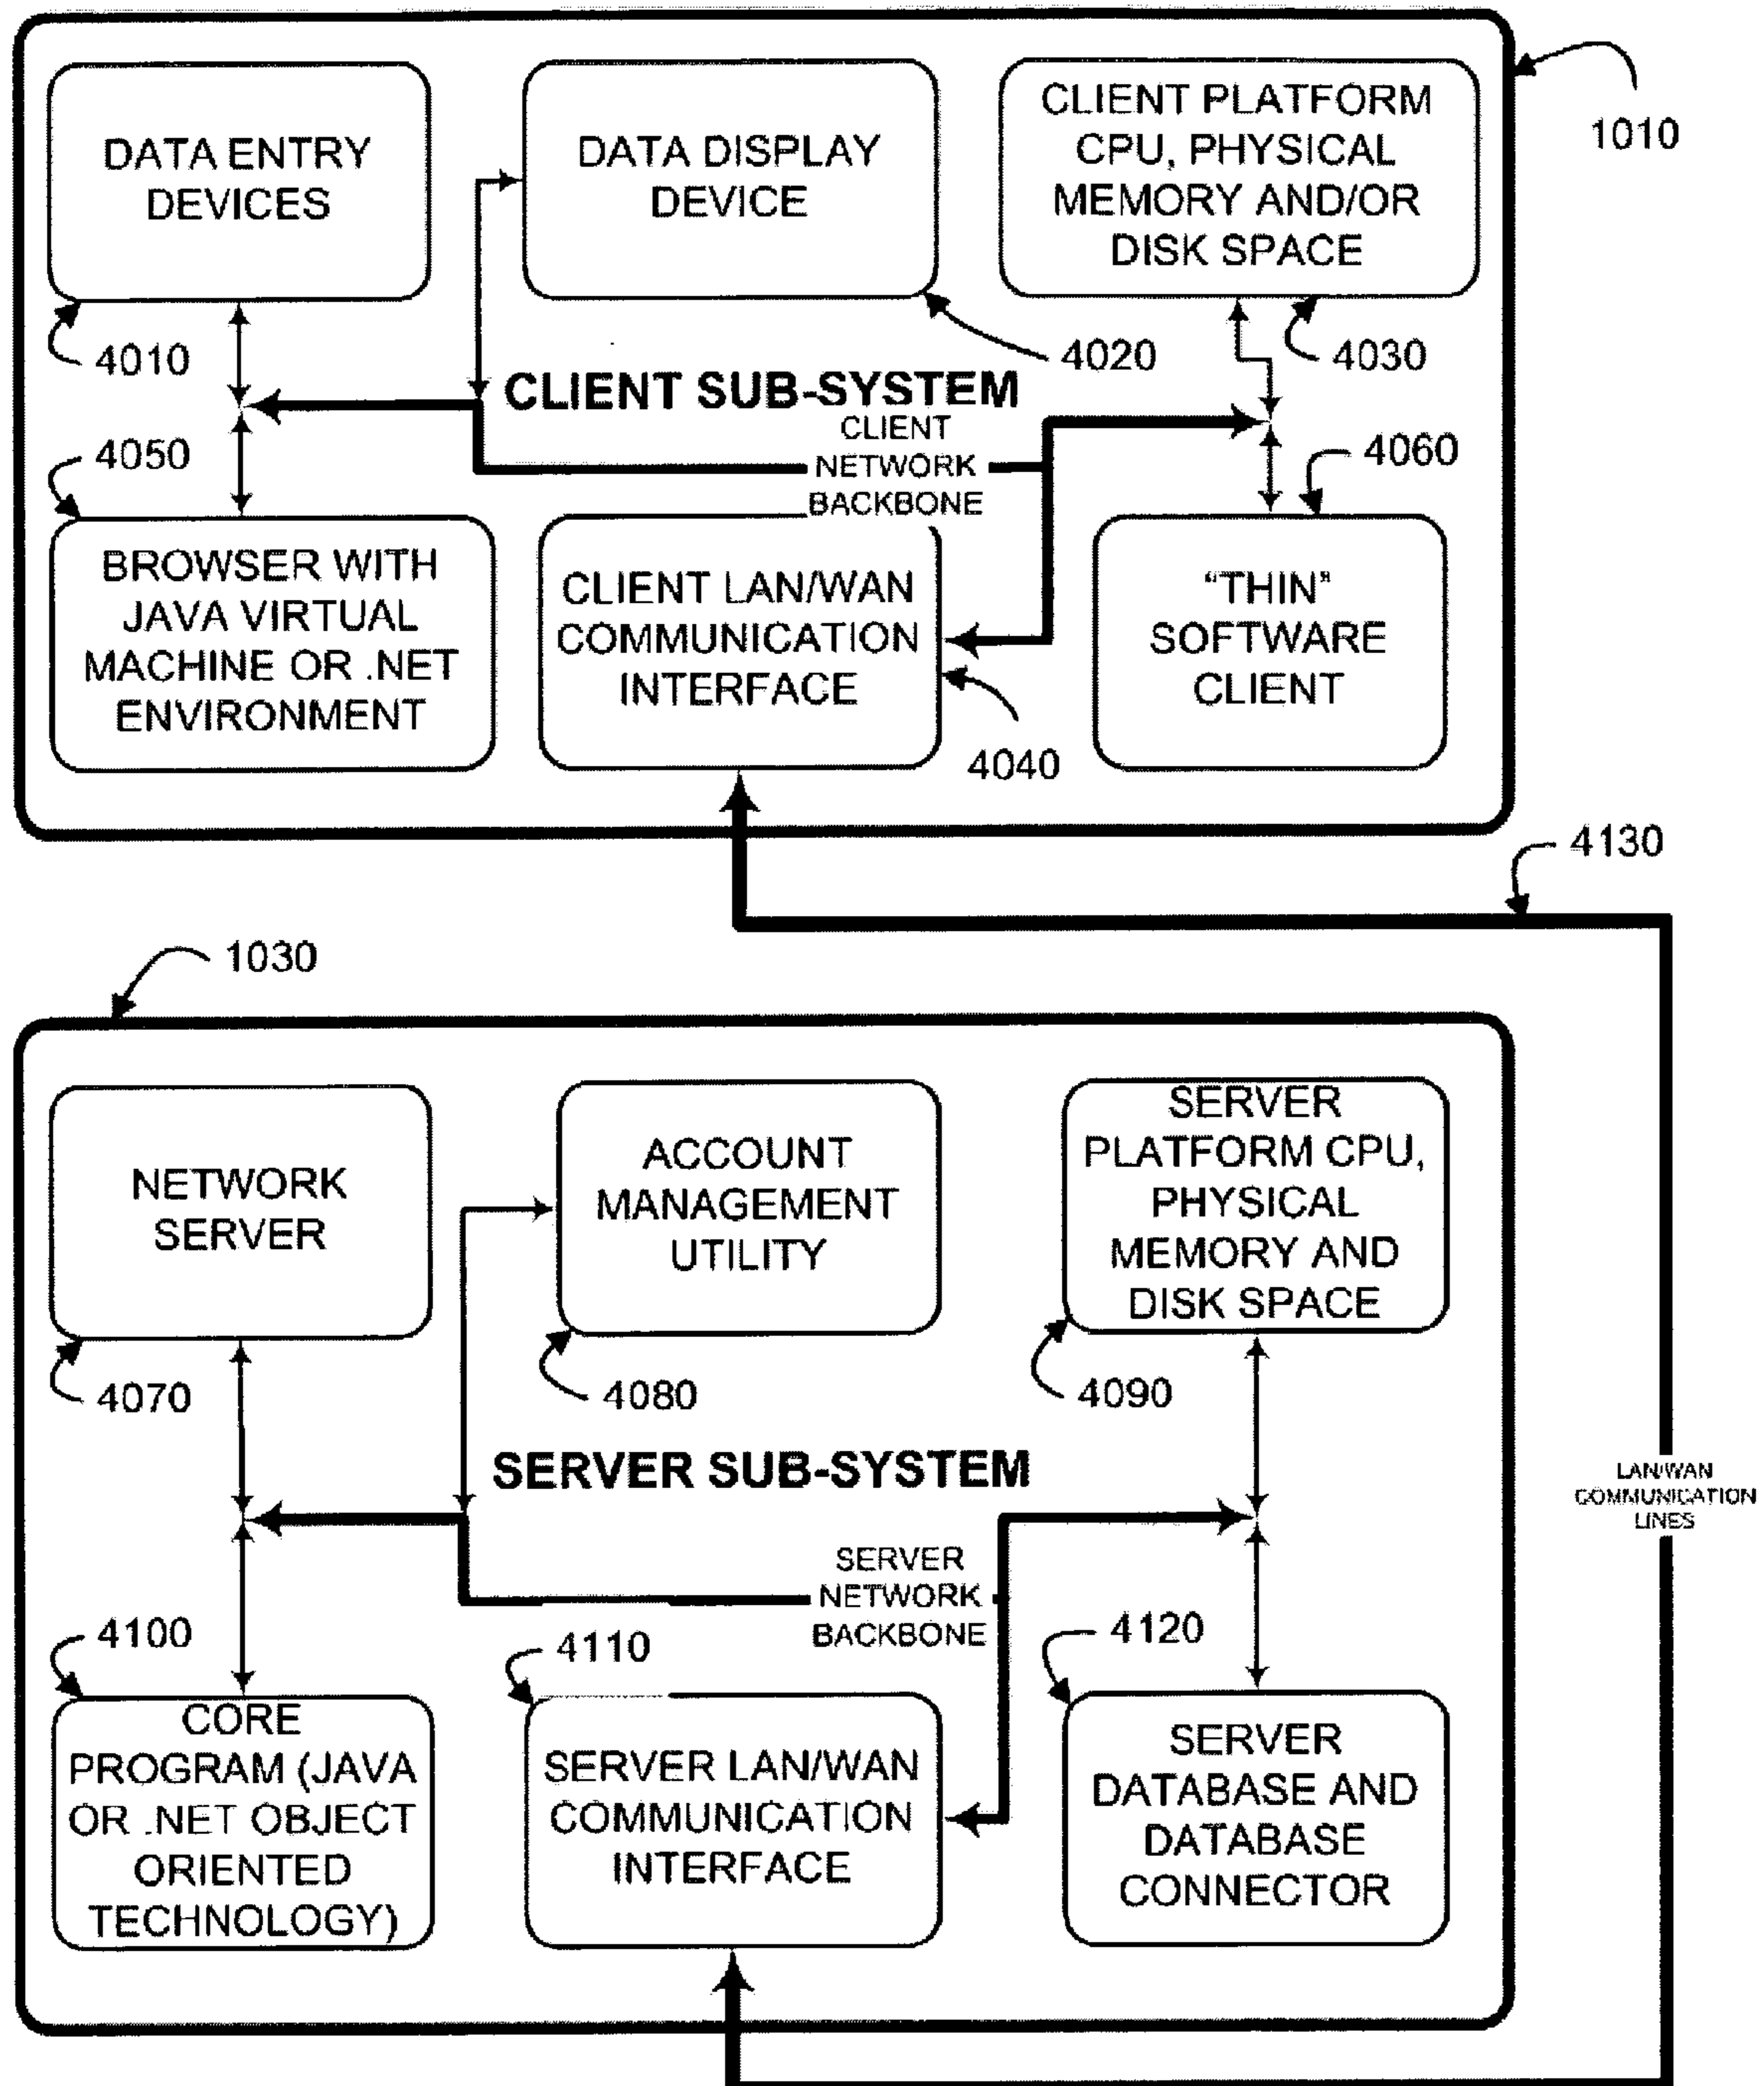 DATA ENTRY
DEVICES
DATA DISPLAY
DEVICE
CLIENT PLATFORM
CPU, PHYSICAL
MEMORY AND/OR
DISK SPACE
1010
4010
4020
4030
CLIENT SUB-SYSTEM
CLIENT
NETWORK
BACKBONE
4050
4060
BROWSER WITH
JAVA VIRTUAL
MACHINE OR .NET
ENVIRONMENT
CLIENT LAN/WAN
COMMUNICATION
INTERFACE
"THIN"
SOFTWARE
CLIENT
4040
4130
1030
NETWORK
SERVER
ACCOUNT
MANAGEMENT
UTILITY
SERVER
PLATFORM CPU,
PHYSICAL
MEMORY AND
DISK SPACE
4070
4080
4090
SERVER SUB-SYSTEM
LAN/WAN
COMMUNICATION
LINES
SERVER
NETWORK
BACKBONE
4100
4110
4120
CORE
PROGRAM (JAVA
OR .NET OBJECT
ORIENTED
TECHNOLOGY)
SERVER LAN/WAN
COMMUNICATION
INTERFACE
SERVER
DATABASE AND
DATABASE
CONNECTOR